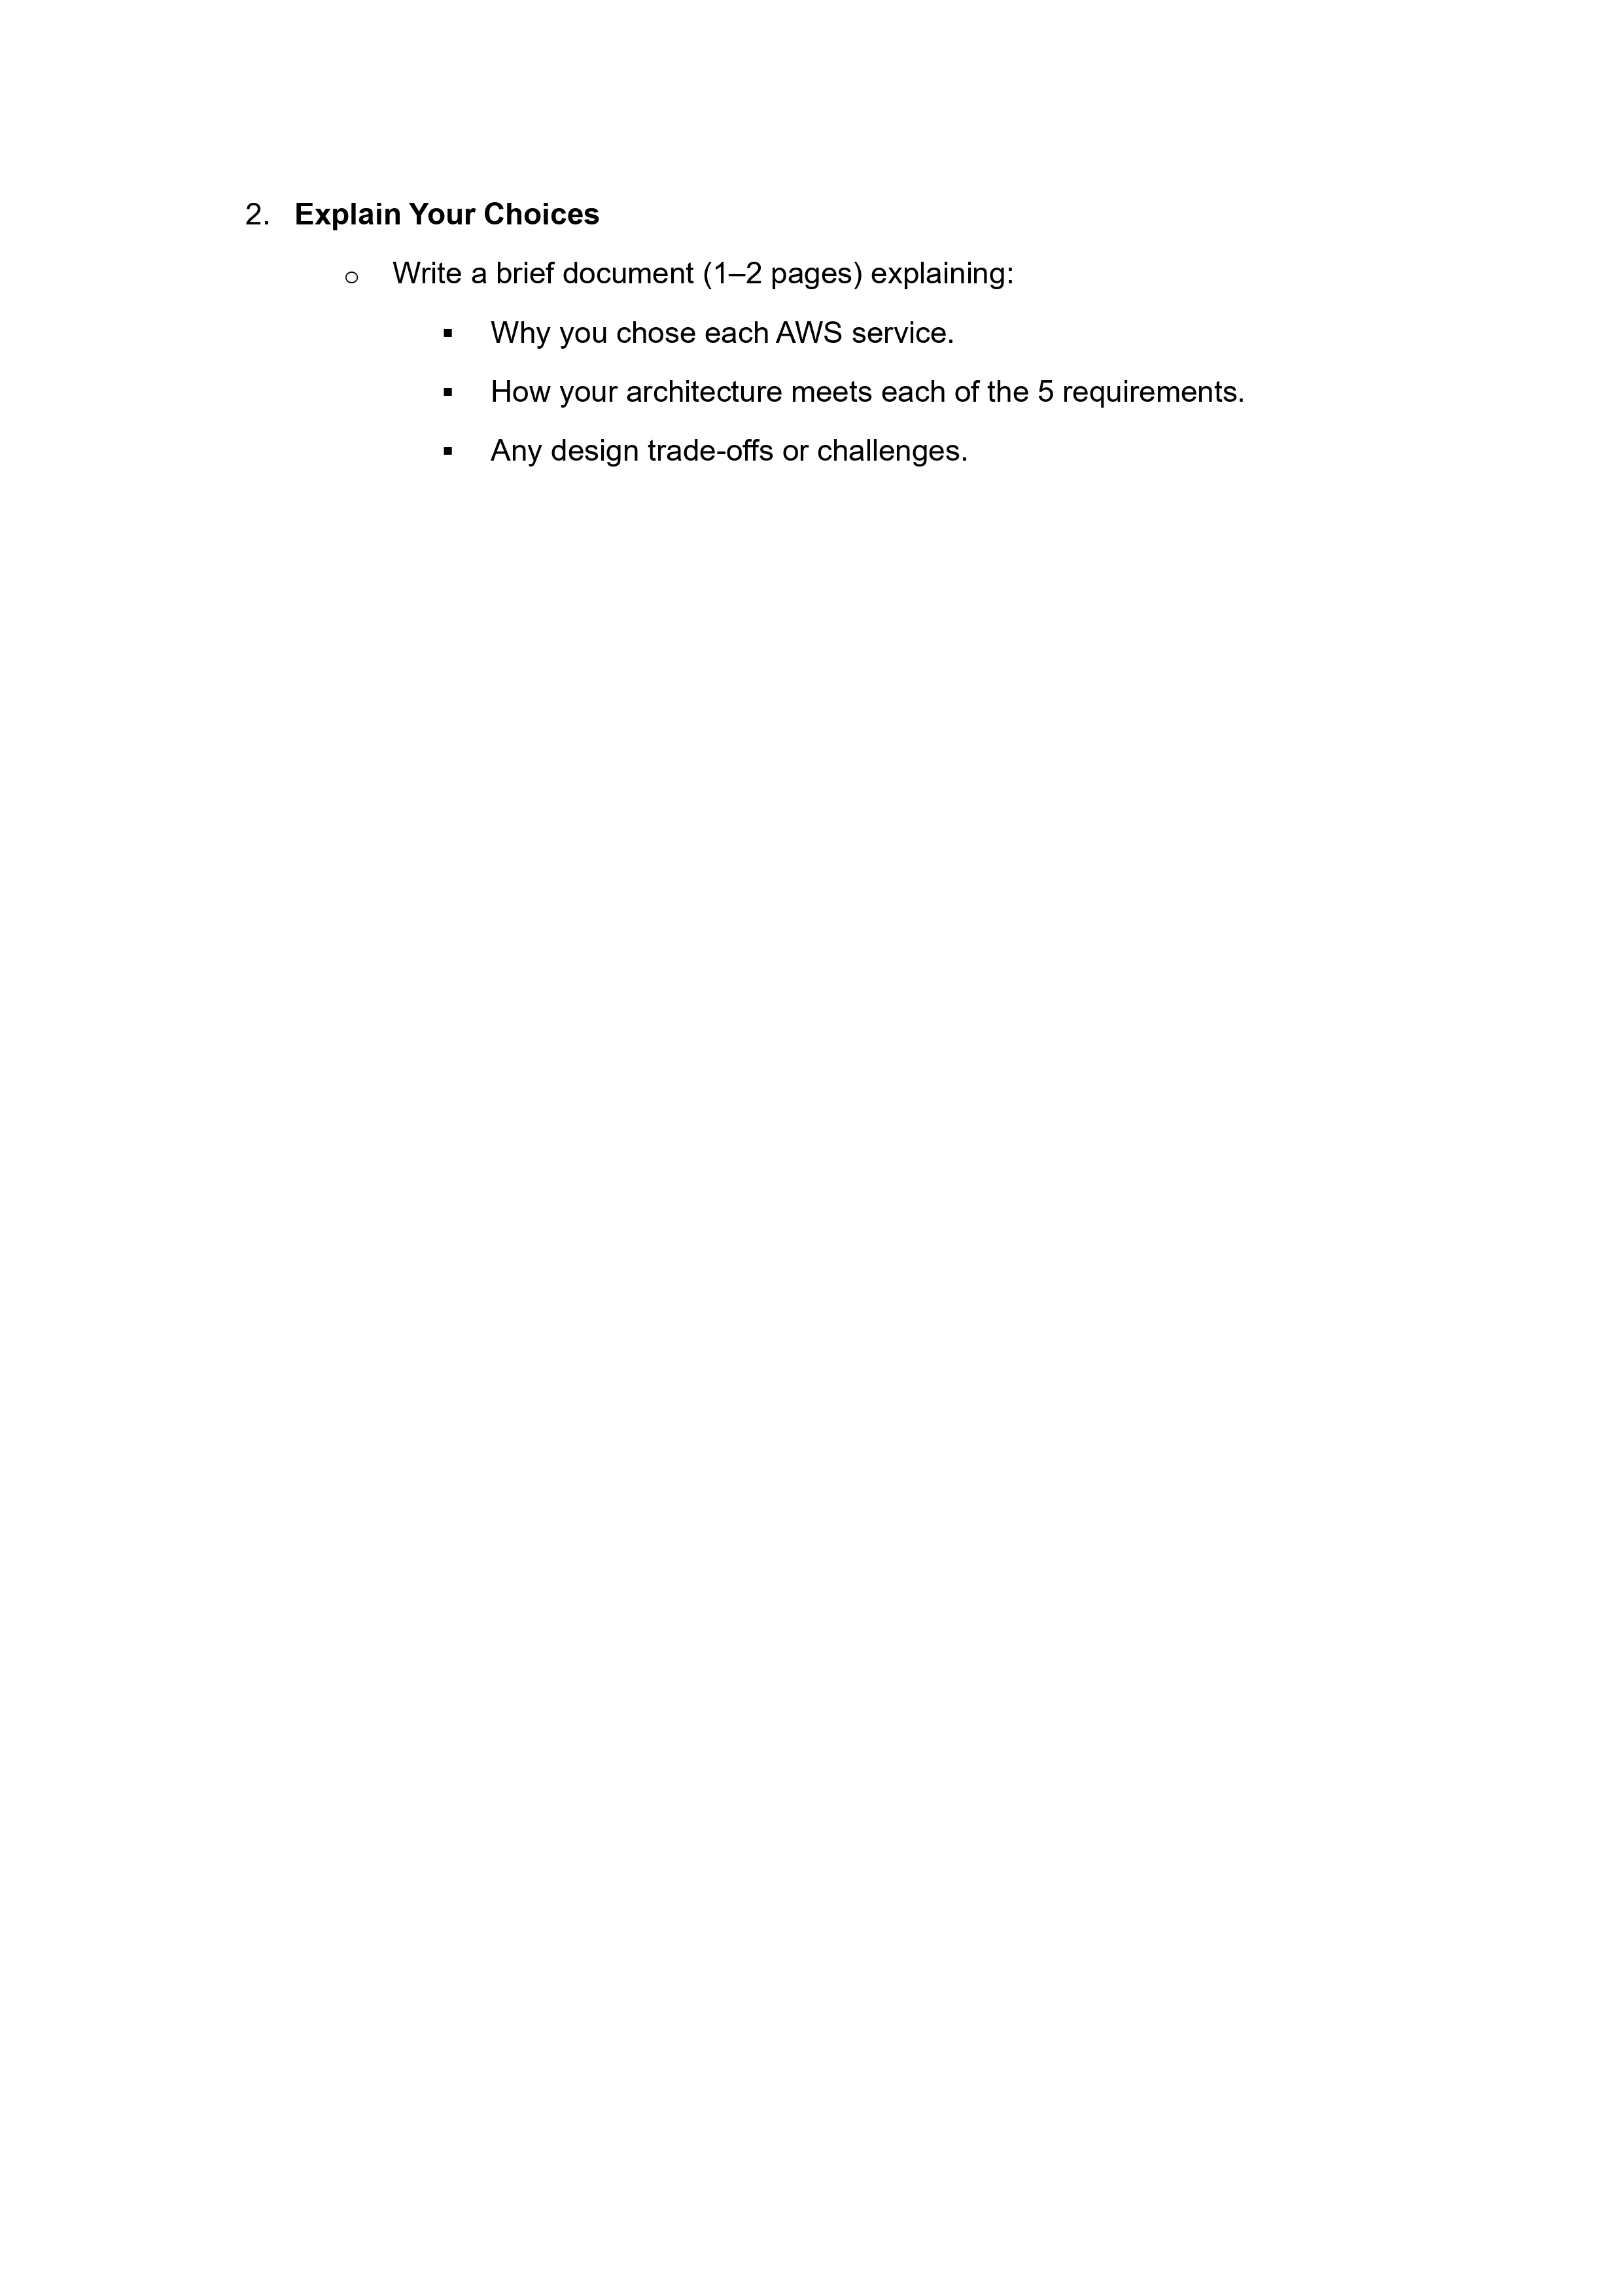 2. Explain Your Choices
○ Write a brief document (1–2 pages) explaining:
▪ Why you chose each AWS service.
▪ How your architecture meets each of the 5 requirements.
▪ Any design trade-offs or challenges.